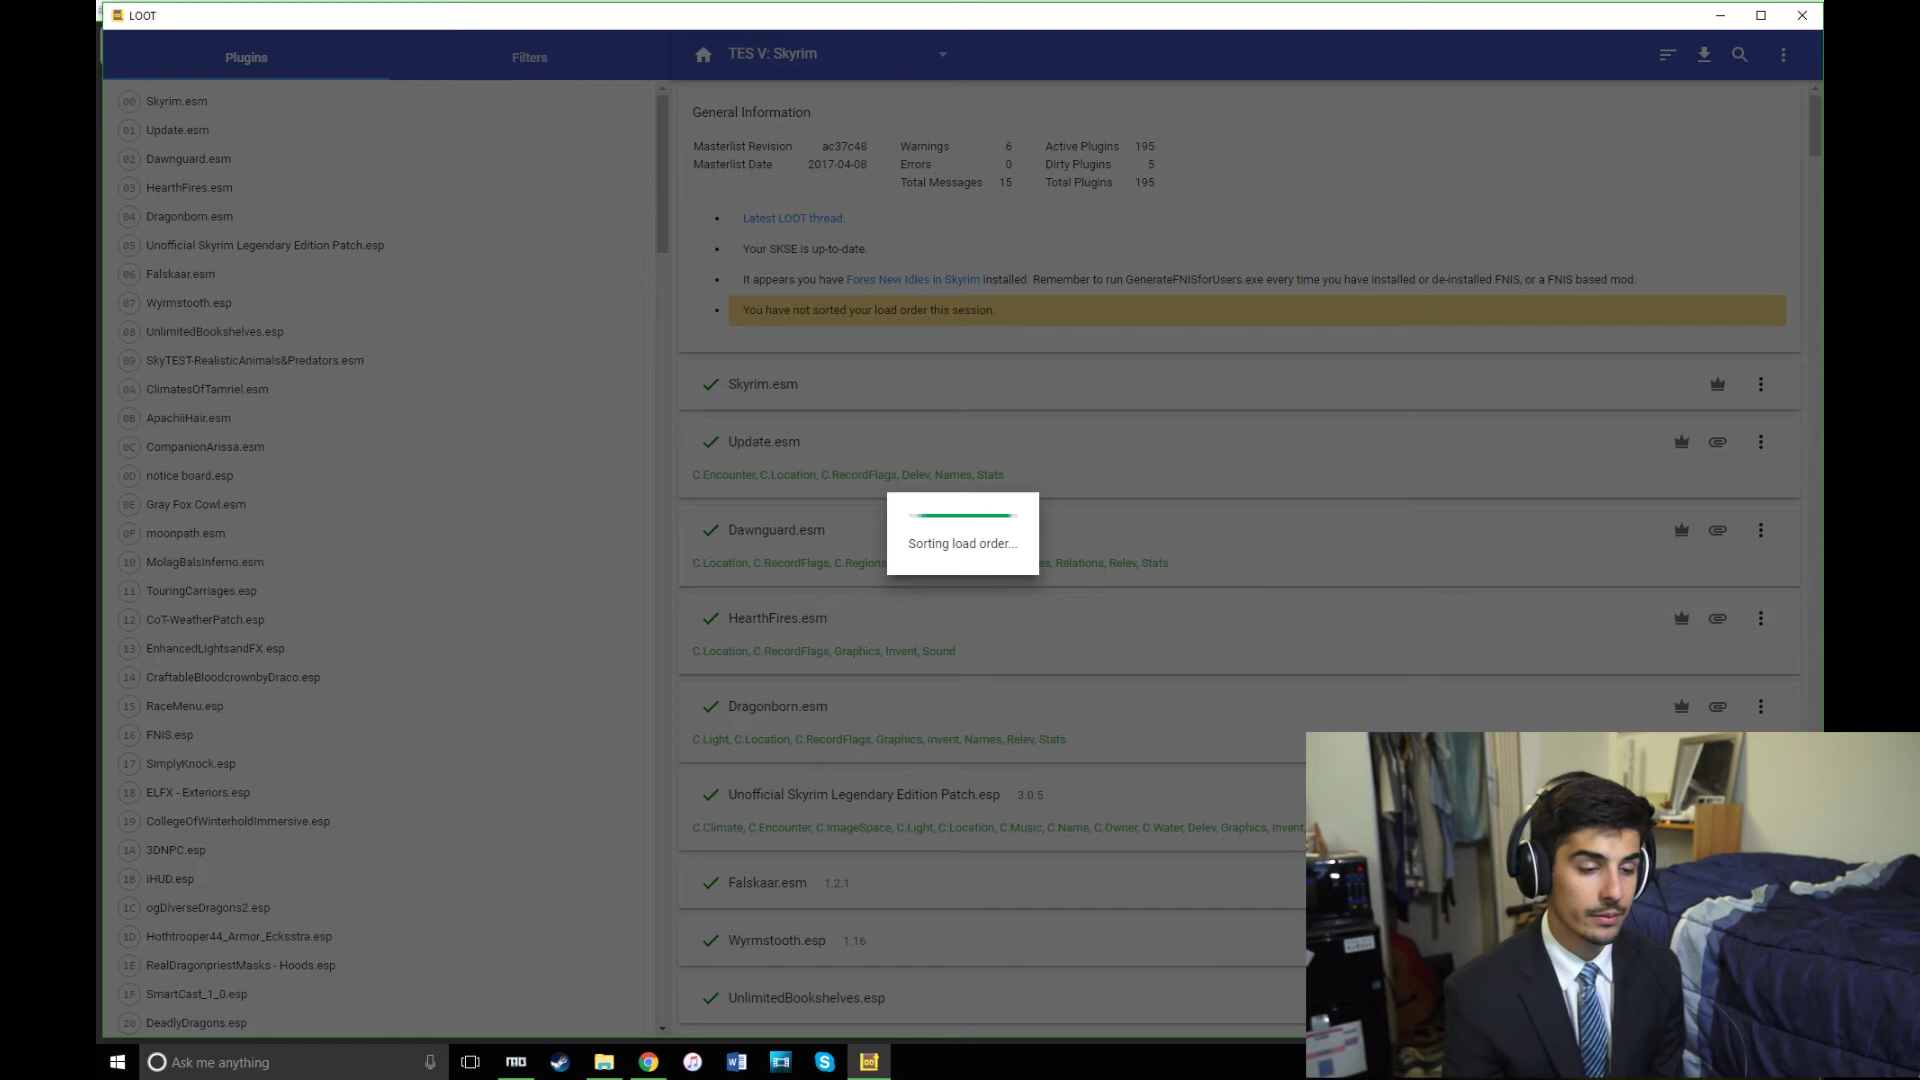 LOOT
Plugins
Filters
TES V: Skyrim
00 Skyrim.esm
01 Update.esm
02 Dawnguard.esm
03 HearthFires.esm
04 Dragonborn.esm
05 Unofficial Skyrim Legendary Edition Patch.esp
06 Falskaar.esm
07 Wyrmstooth.esp
08 UnlimitedBookshelves.esp
09 SkyTEST-RealisticAnimals&Predators.esm
0A ClimatesOfTamriel.esm
0B ApachiiHair.esm
0C CompanionArissa.esm
0D notice board.esp
0E Gray Fox Cowl.esm
0F moonpath.esm
10 MolagBalsInferno.esm
11 TouringCarriages.esp
12 CoT-WeatherPatch.esp
13 EnhancedLightsandFX.esp
14 CraftableBloodcrownbyDraco.esp
15 RaceMenu.esp
16 FNIS.esp
17 SimplyKnock.esp
18 ELFX - Exteriors.esp
19 CollegeOfWinterholdImmersive.esp
1A 3DNPC.esp
1B iHUD.esp
1C ogDiverseDragons2.esp
1D Hothtrooper44_Armor_Ecksstra.esp
1E RealDragonpriestMasks - Hoods.esp
1F SmartCast_1_0.esp
20 DeadlyDragons.esp
General Information
Masterlist Revision ac37c48 Warnings 6 Active Plugins 195
Masterlist Date 2017-04-08 Errors 0 Dirty Plugins 5
Total Messages 15 Total Plugins 195
Latest LOOT thread.
Your SKSE is up-to-date.
It appears you have Fores New Idles in Skyrim installed. Remember to run GenerateFNISforUsers.exe every time you have installed or de-installed FNIS, or a FNIS based mod.
You have not sorted your load order this session.
Skyrim.esm
Update.esm
C.Encounter, C.Location, C.RecordFlags, Delev, Names, Stats
Dawnguard.esm
C.Location, C.RecordFlags, C.Regions es, Relations, Relev, Stats
Sorting load order...
HearthFires.esm
C.Location, C.RecordFlags, Graphics, Invent, Sound
Dragonborn.esm
C.Light, C.Location, C.RecordFlags, Graphics, Invent, Names, Relev, Stats
Unofficial Skyrim Legendary Edition Patch.esp 3.0.5
C.Climate, C.Encounter, C.ImageSpace, C.Light, C.Location, C.Music, C.Name, C.Owner, C.Water, Delev, Graphics, Invent,
Falskaar.esm 1.2.1
Wyrmstooth.esp 1.16
UnlimitedBookshelves.esp
Ask me anything